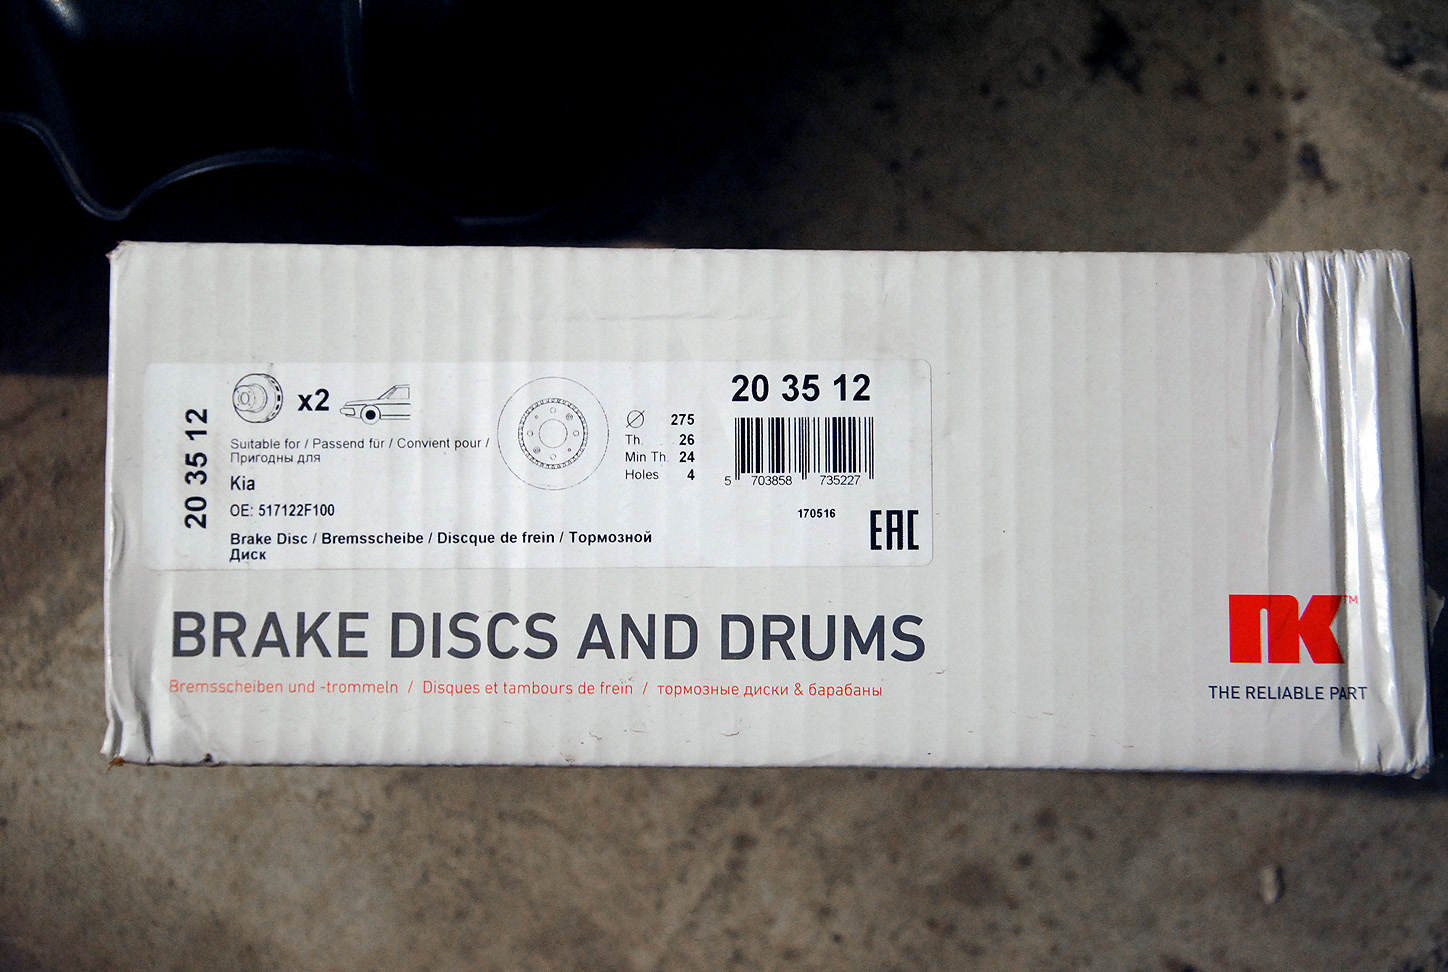 20 35 12
x2
Suitable for / Passend für / Convient pour /
Пригодны для
Kia
OE: 517122F100
Brake Disc / Bremsscheibe / Discque de frein / Тормозной
Диск
275
Th. 26
Min Th. 24
Holes 4
20 35 12
5 703858 735227
170516
EAC
BRAKE DISCS AND DRUMS
Bremsscheiben und -trommeln / Disques et tambours de frein / тормозные диски & барабаны
NK™
THE RELIABLE PART